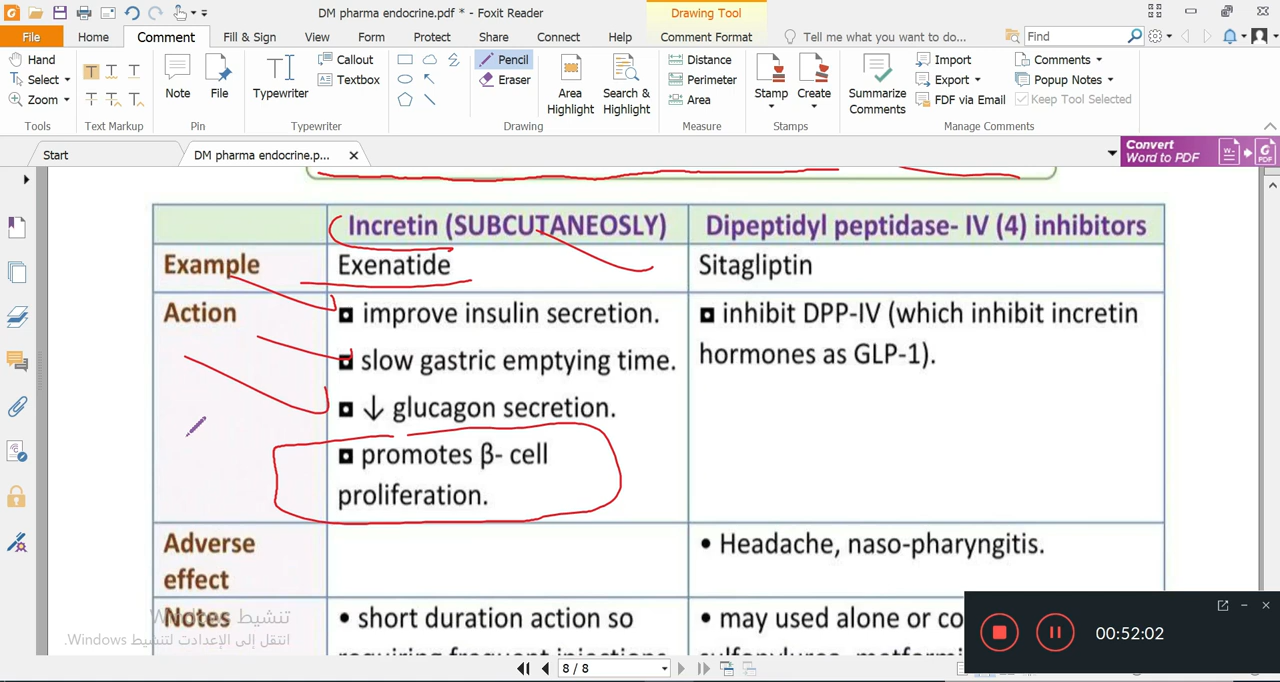 DM pharma endocrine.pdf * - Foxit Reader
Drawing Tool
File Home Comment Fill & Sign View Form Protect Share Connect Help Comment Format Tell me what you want to do... Find
Hand
Select
Zoom
Tools
Text Markup
Note
File
Pin
Typewriter
Callout
Textbox
Typewriter
Pencil
Eraser
Area Highlight
Search & Highlight
Drawing
Distance
Perimeter
Area
Measure
Stamp
Create
Stamps
Summarize Comments
Import
Export
FDF via Email
Comments
Popup Notes
Keep Tool Selected
Manage Comments
Start
DM pharma endocrine.p...
Convert
Word to PDF
PDF
Incretin (SUBCUTANEOSLY)
Dipeptidyl peptidase- IV (4) inhibitors
Example
Exenatide
Sitagliptin
Action
improve insulin secretion.
slow gastric emptying time.
↓ glucagon secretion.
promotes β- cell
proliferation.
inhibit DPP-IV (which inhibit incretin
hormones as GLP-1).
Adverse
effect
• Headache, naso-pharyngitis.
Notes
• short duration action so
requiring frequent injections
• may used alone or co
تنشيط Windows
انتقل إلى الإعدادات لتنشيط Windows.
8 / 8
00:52:02